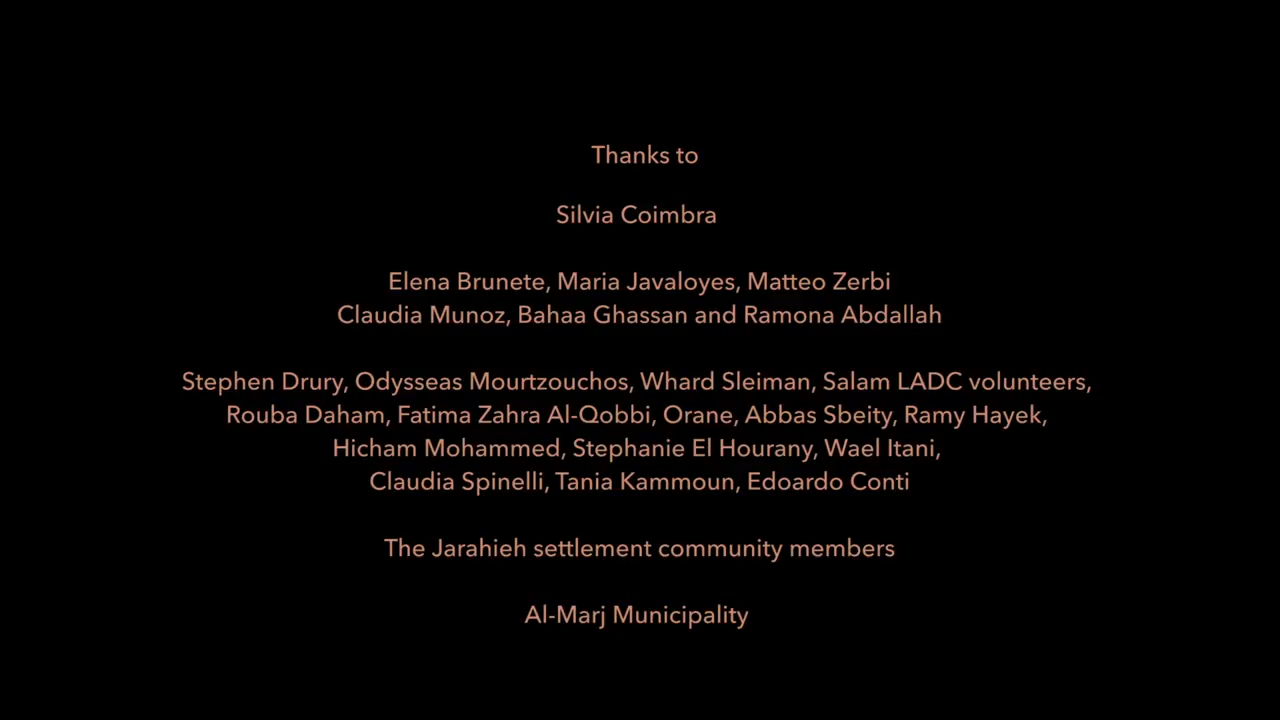 Thanks to
Silvia Coimbra
Elena Brunete, Maria Javaloyes, Matteo Zerbi
Claudia Munoz, Bahaa Ghassan and Ramona Abdallah
Stephen Drury, Odysseas Mourtzouchos, Whard Sleiman, Salam LADC volunteers,
Rouba Daham, Fatima Zahra Al-Qobbi, Orane, Abbas Sbeity, Ramy Hayek,
Hicham Mohammed, Stephanie El Hourany, Wael Itani,
Claudia Spinelli, Tania Kammoun, Edoardo Conti
The Jarahieh settlement community members
Al-Marj Municipality